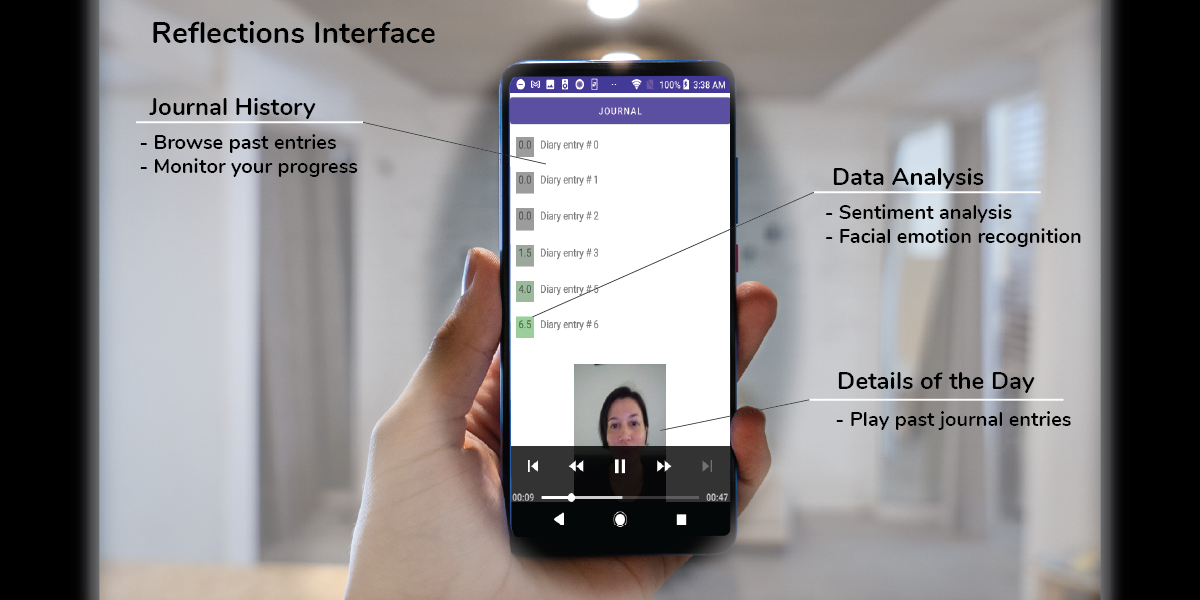 Reflections Interface
Journal History
- Browse past entries
- Monitor your progress
100% 3:38 AM
JOURNAL
0.0 Diary entry # 0
0.0 Diary entry # 1
0.0 Diary entry # 2
1.5 Diary entry # 3
4.0 Diary entry # 5
6.5 Diary entry # 6
00:09 00:47
Data Analysis
- Sentiment analysis
- Facial emotion recognition
Details of the Day
- Play past journal entries